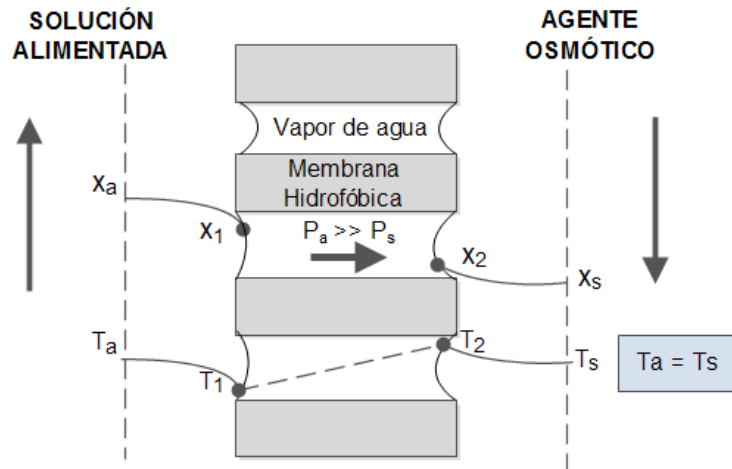 SOLUCIÓN
ALIMENTADA
AGENTE
OSMÓTICO
Vapor de agua
Membrana
Hidrofóbica
Xa
X1
Pa >> Ps
X2
Xs
Ta
T1
T2
Ts
Ta = Ts